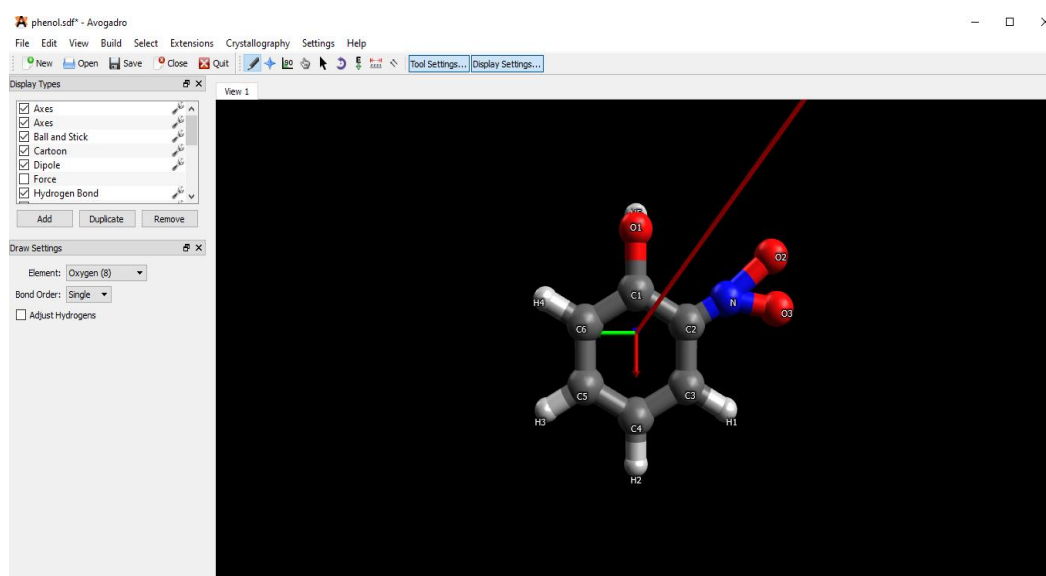 phenol.sdf* - Avogadro
File Edit View Build Select Extensions Crystallography Settings Help
New Open Save Close Quit Tool Settings... Display Settings...
Display Types
View 1
Axes
Axes
Ball and Stick
Cartoon
Dipole
Force
Hydrogen Bond
Add Duplicate Remove
Draw Settings
Element: Oxygen (8)
Bond Order: Single
Adjust Hydrogens
O1
O2
H4 C1 N O3
C6 C2
C5 C3
H3 C4 H1
H2